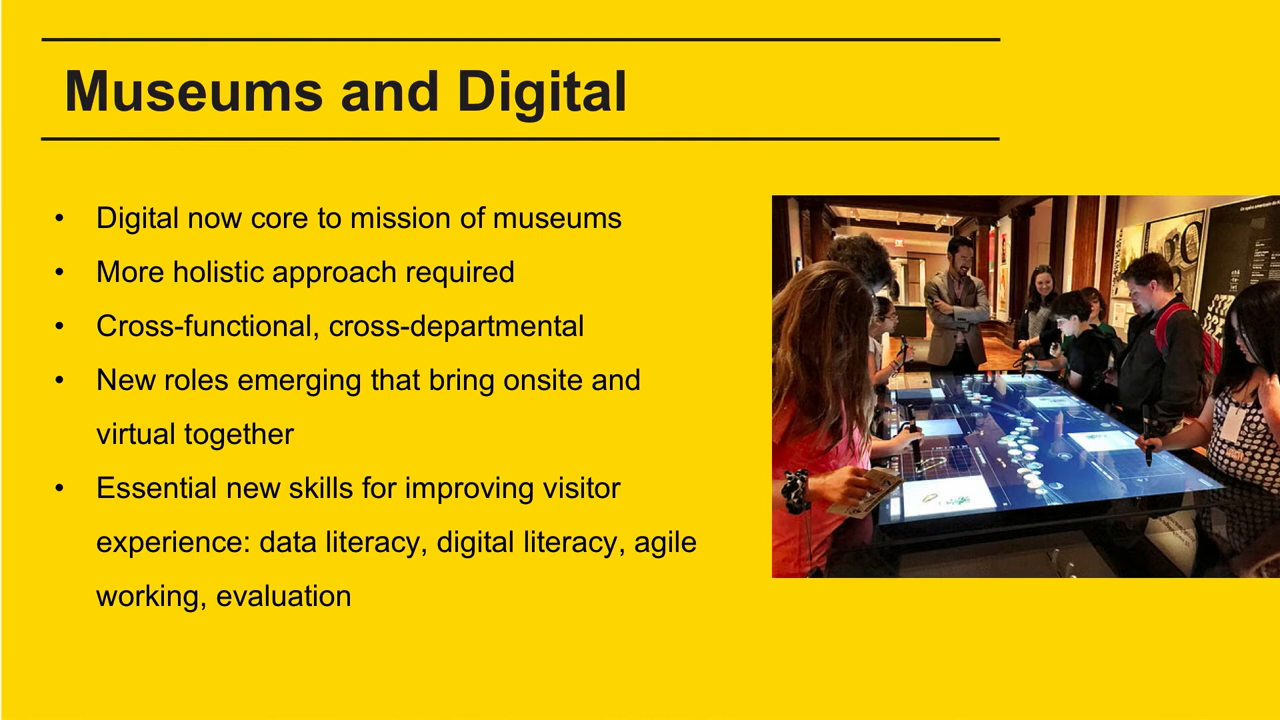 Museums and Digital
• Digital now core to mission of museums
• More holistic approach required
• Cross-functional, cross-departmental
• New roles emerging that bring onsite and
virtual together
• Essential new skills for improving visitor
experience: data literacy, digital literacy, agile
working, evaluation